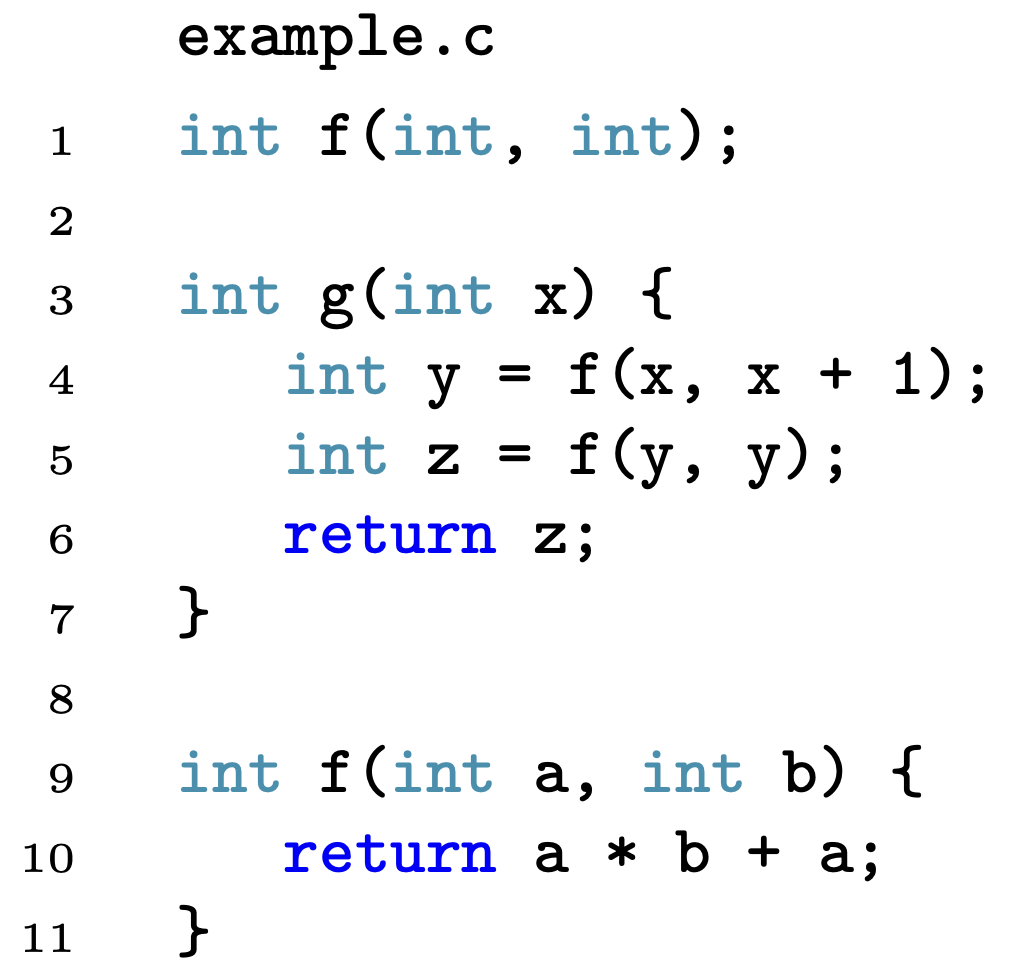 example.c
1 int f(int, int);
2
3 int g(int x) {
4    int y = f(x, x + 1);
5    int z = f(y, y);
6    return z;
7 }
8
9 int f(int a, int b) {
10    return a * b + a;
11 }